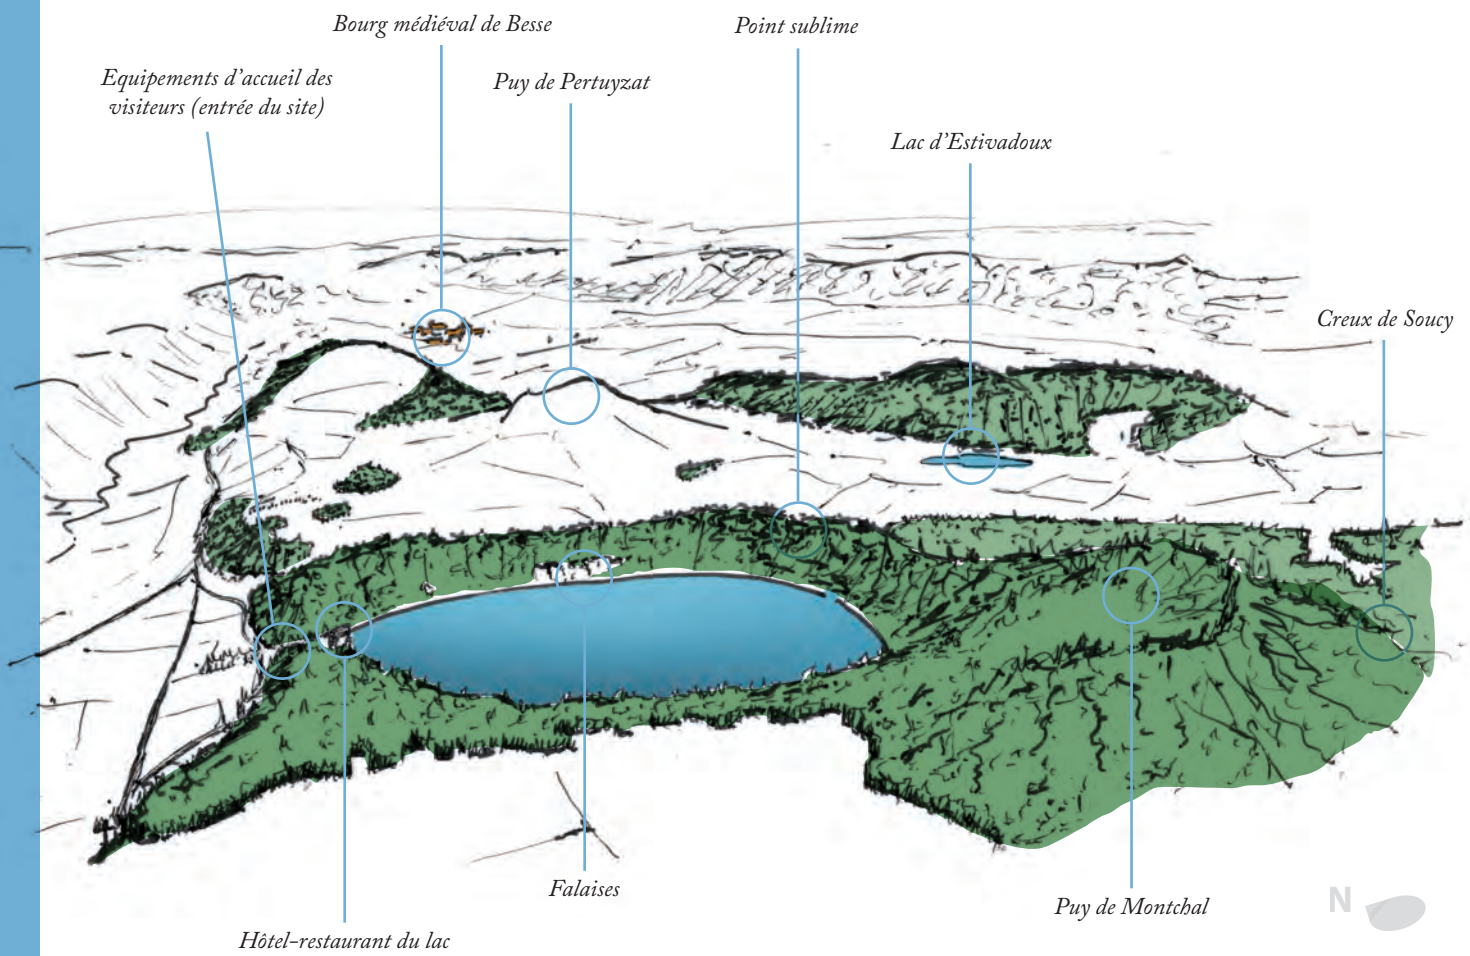 Bourg médiéval de Besse
Point sublime
Equipements d’accueil des
visiteurs (entrée du site)
Puy de Pertuyzat
Lac d’Estivadoux
Creux de Soucy
Falaises
Puy de Montchal
N
Hôtel-restaurant du lac